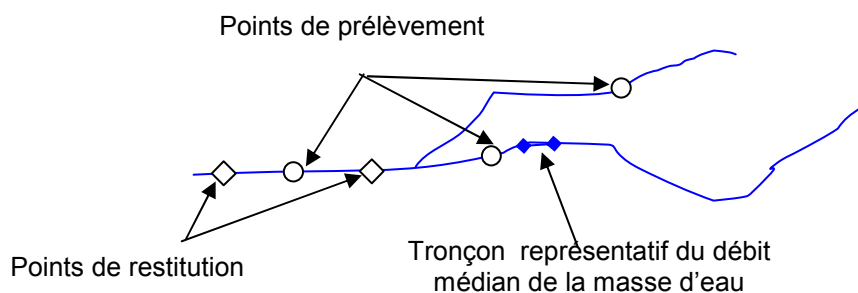 Points de prélèvement
Points de restitution
Tronçon représentatif du débit
médian de la masse d'eau